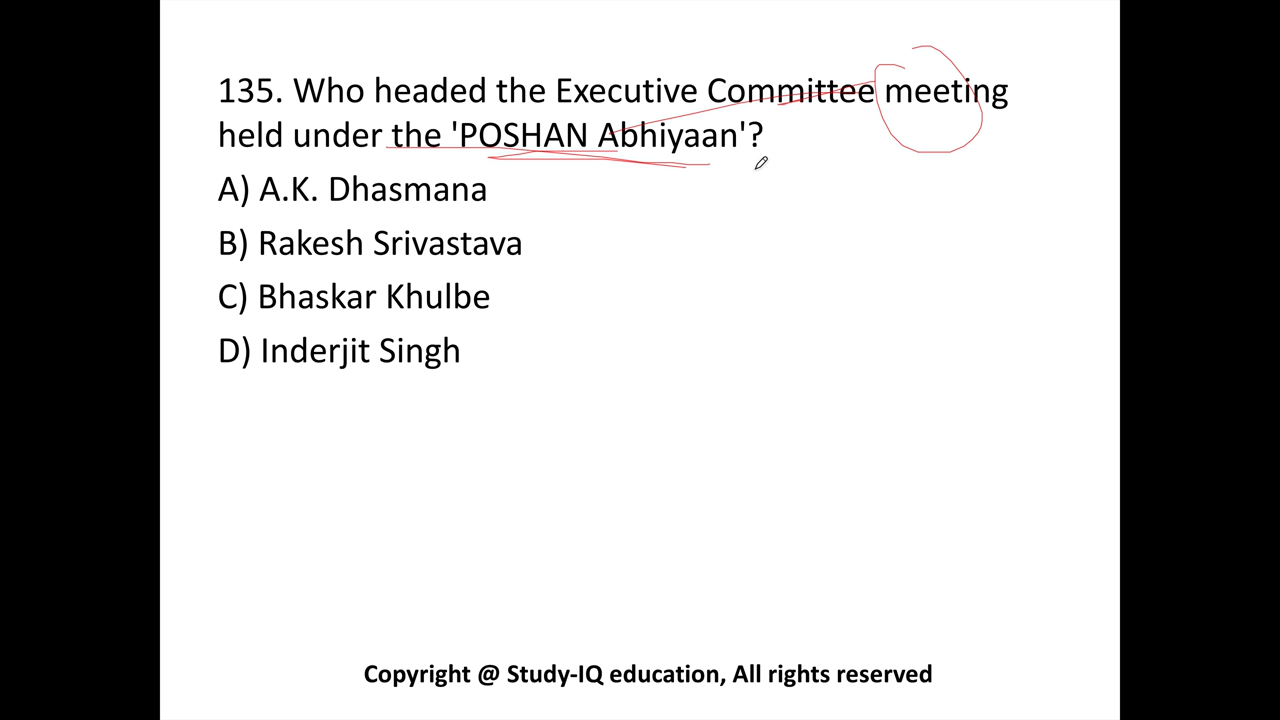 135. Who headed the Executive Committee meeting
held under the 'POSHAN Abhiyaan'?
A) A.K. Dhasmana
B) Rakesh Srivastava
C) Bhaskar Khulbe
D) Inderjit Singh
Copyright @ Study-IQ education, All rights reserved